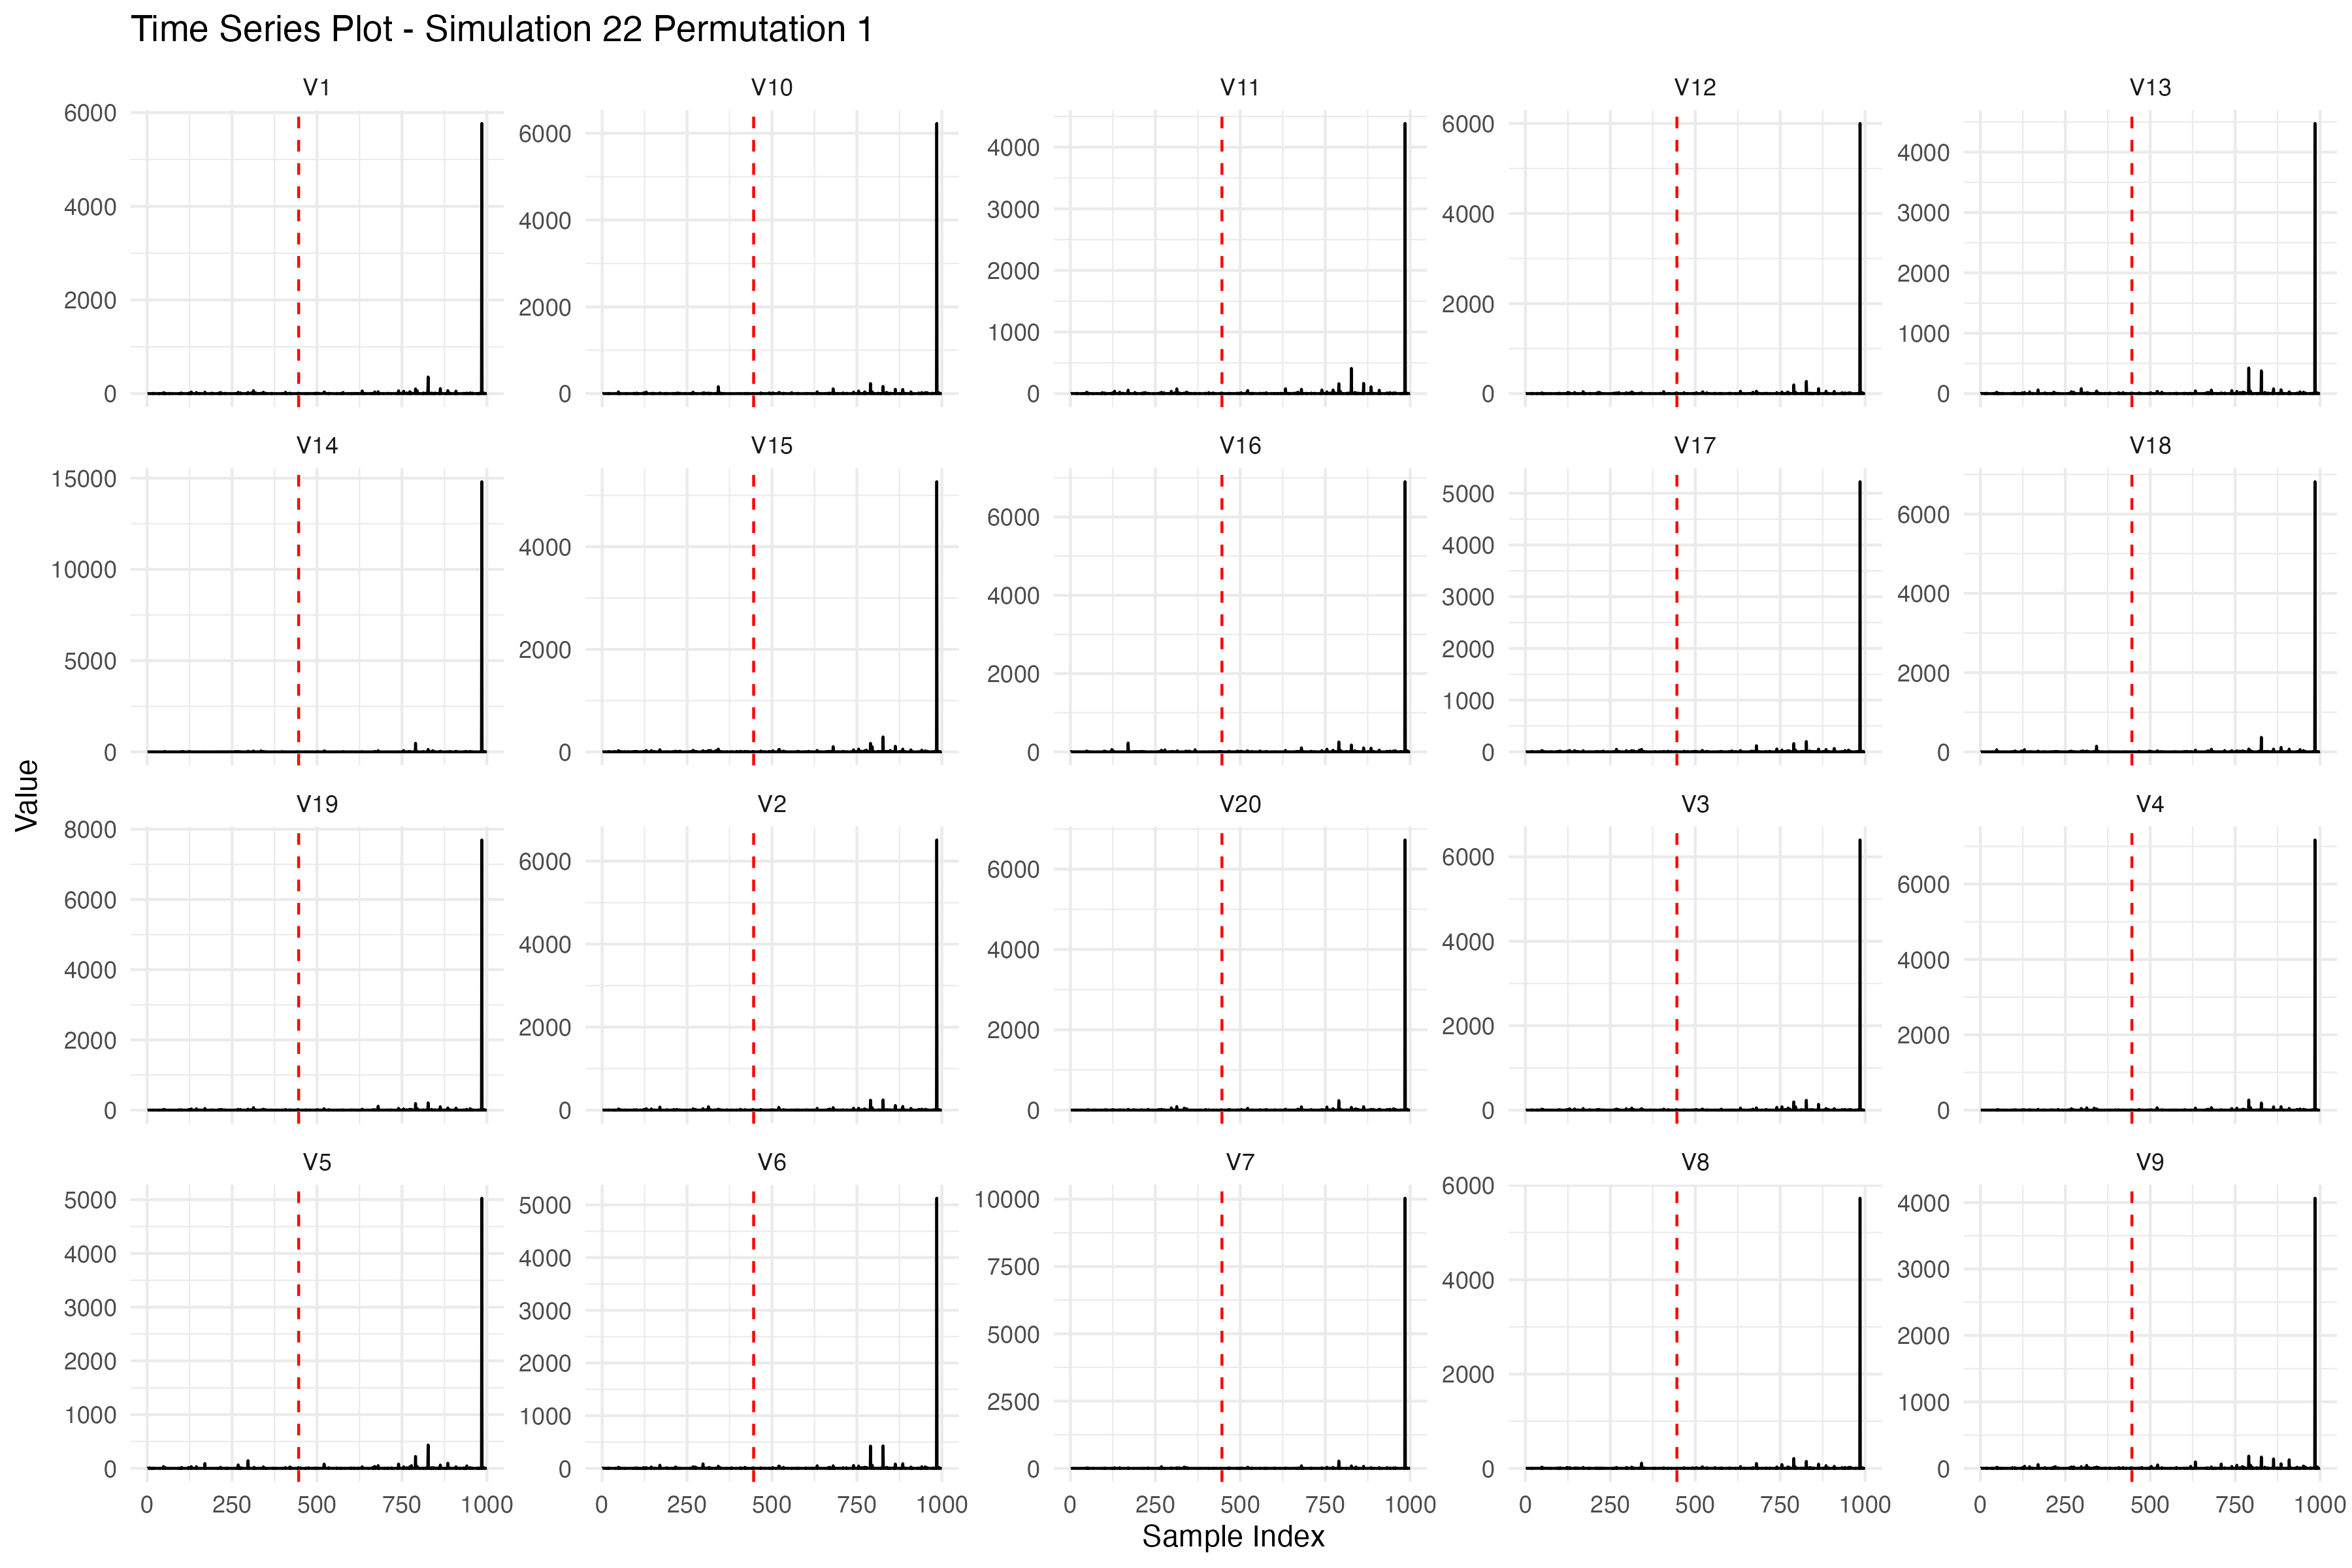 Time Series Plot - Simulation 22 Permutation 1
V1 V10 V11 V12 V13
6000 4000 2000 0
6000 4000 2000 0
4000 3000 2000 1000 0
6000 4000 2000 0
4000 3000 2000 1000 0
V14 V15 V16 V17 V18
15000 10000 5000 0
4000 2000 0
6000 4000 2000 0
5000 4000 3000 2000 1000 0
6000 4000 2000 0
Value
V19 V2 V20 V3 V4
8000 6000 4000 2000 0
6000 4000 2000 0
6000 4000 2000 0
6000 4000 2000 0
6000 4000 2000 0
V5 V6 V7 V8 V9
5000 4000 3000 2000 1000 0
5000 4000 3000 2000 1000 0
10000 7500 5000 2500 0
6000 4000 2000 0
4000 3000 2000 1000 0
0 250 500 750 1000 0 250 500 750 1000 0 250 500 750 1000 0 250 500 750 1000 0 250 500 750 1000
Sample Index